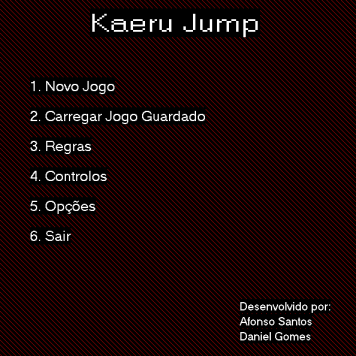 Kaeru Jump
1. Novo Jogo
2. Carregar Jogo Guardado
3. Regras
4. Controlos
5. Opções
6. Sair
Desenvolvido por:
Afonso Santos
Daniel Gomes